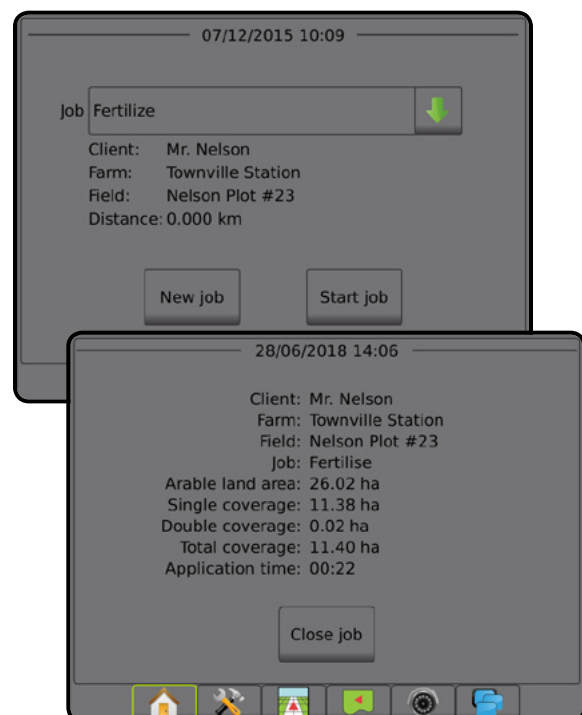 07/12/2015 10:09
Job Fertilize
Client: Mr. Nelson
Farm: Townville Station
Field: Nelson Plot #23
Distance: 0.000 km
New job Start job
28/06/2018 14:06
Client: Mr. Nelson
Farm: Townville Station
Field: Nelson Plot #23
Job: Fertilise
Arable land area: 26.02 ha
Single coverage: 11.38 ha
Double coverage: 0.02 ha
Total coverage: 11.40 ha
Application time: 00:22
Close job